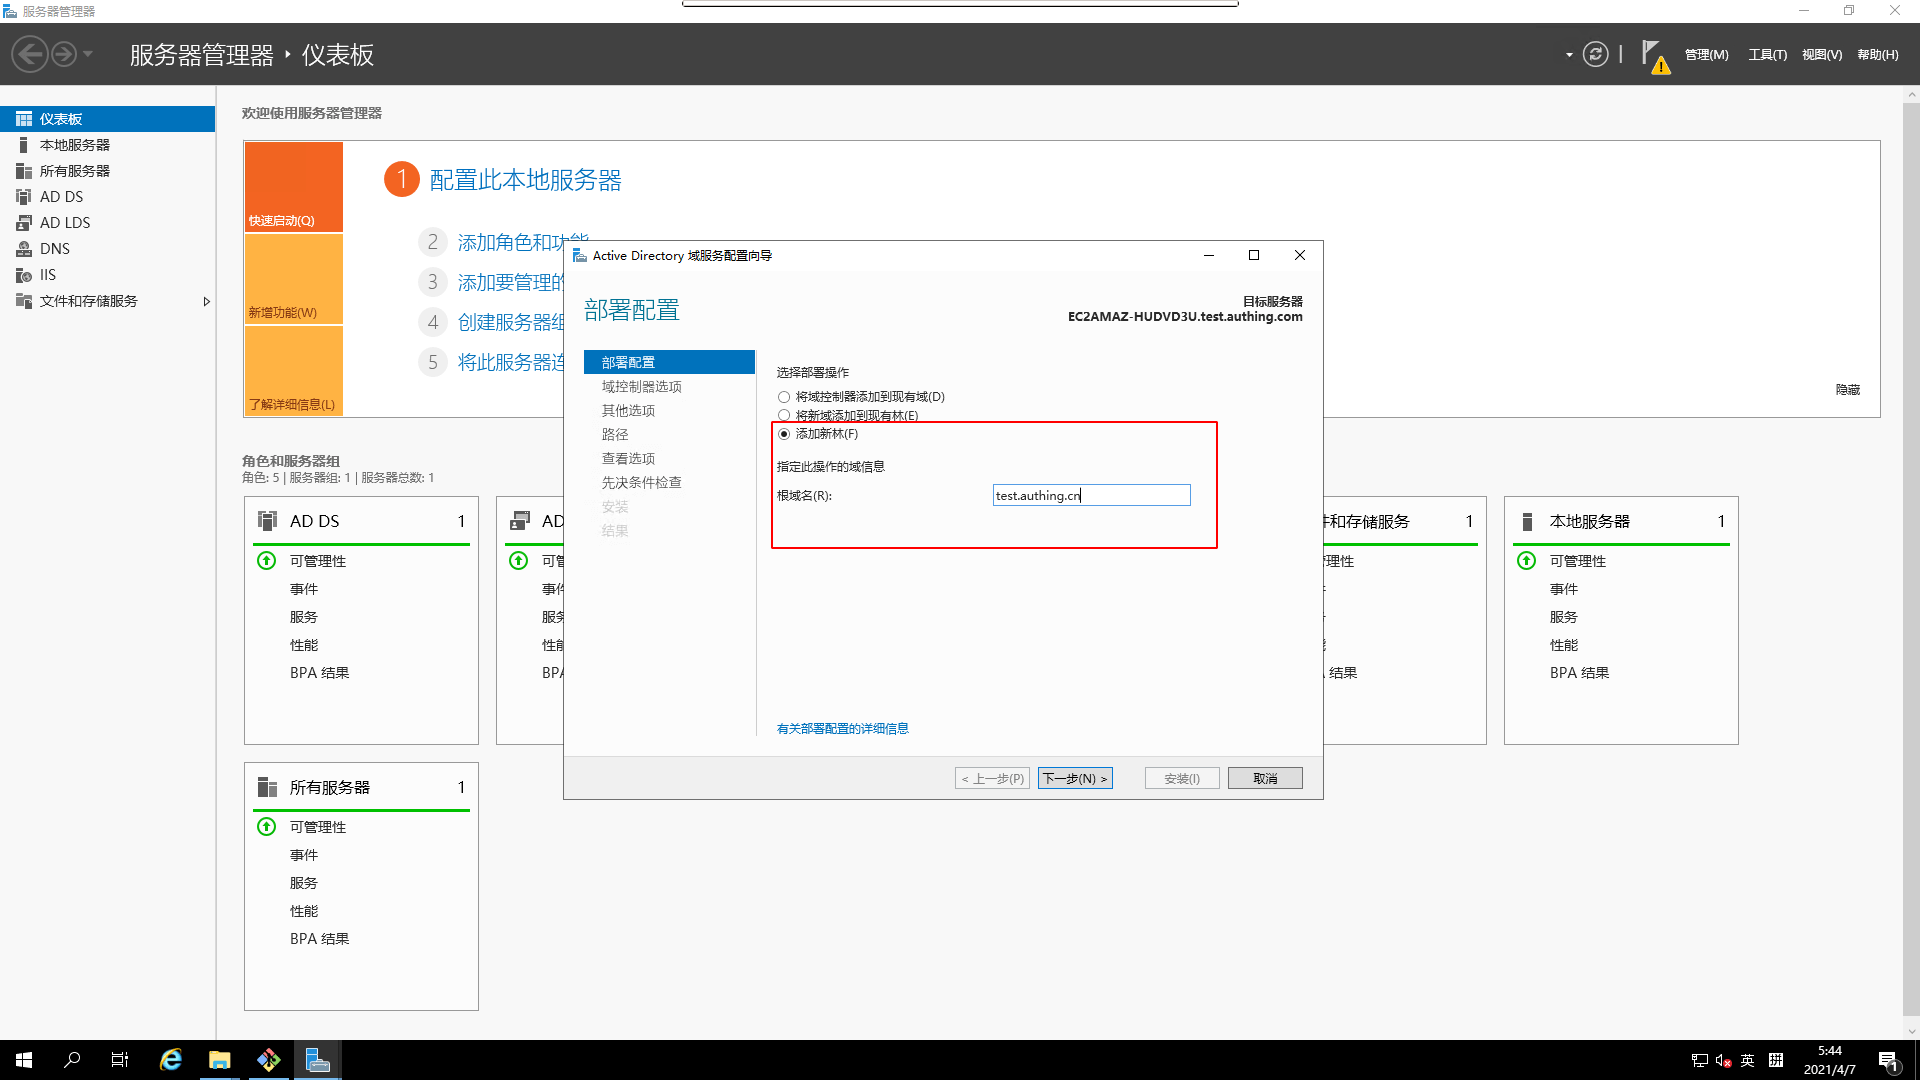 服务器管理器
服务器管理器 · 仪表板
管理(M)
工具(T)
视图(V)
帮助(H)
仪表板
本地服务器
所有服务器
AD DS
AD LDS
DNS
IIS
文件和存储服务
欢迎使用服务器管理器
快速启动(Q)
新增功能(W)
了解详细信息(L)
1 配置此本地服务器
2 添加角色和功能
3 添加要管理的
4 创建服务器组
5 将此服务器连
隐藏
Active Directory 域服务配置向导
部署配置
目标服务器
EC2AMAZ-HUDVD3U.test.authing.com
部署配置
域控制器选项
其他选项
路径
查看选项
先决条件检查
安装
结果
选择部署操作
将域控制器添加到现有域(D)
将新域添加到现有林(E)
添加新林(F)
指定此操作的域信息
根域名(R):
test.authing.cn
有关部署配置的详细信息
< 上一步(P)
下一步(N) >
安装(I)
取消
角色和服务器组
角色: 5 | 服务器组: 1 | 服务器总数: 1
AD DS 1
可管理性
事件
服务
性能
BPA 结果
AD
可管
事件
服务
性能
BPA
件和存储服务 1
理性
结果
本地服务器 1
可管理性
事件
服务
性能
BPA 结果
所有服务器 1
可管理性
事件
服务
性能
BPA 结果
英
5:44
2021/4/7
1